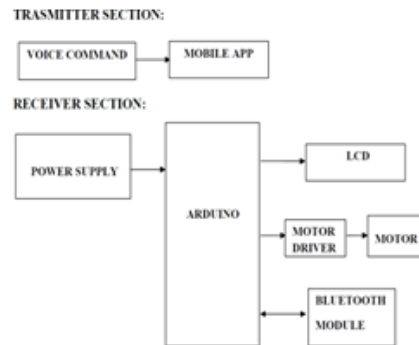 TRASMITTER SECTION:
VOICE COMMAND
MOBILE APP
RECEIVER SECTION:
POWER SUPPLY
ARDUINO
LCD
MOTOR
DRIVER
MOTOR
BLUETOOTH
MODULE